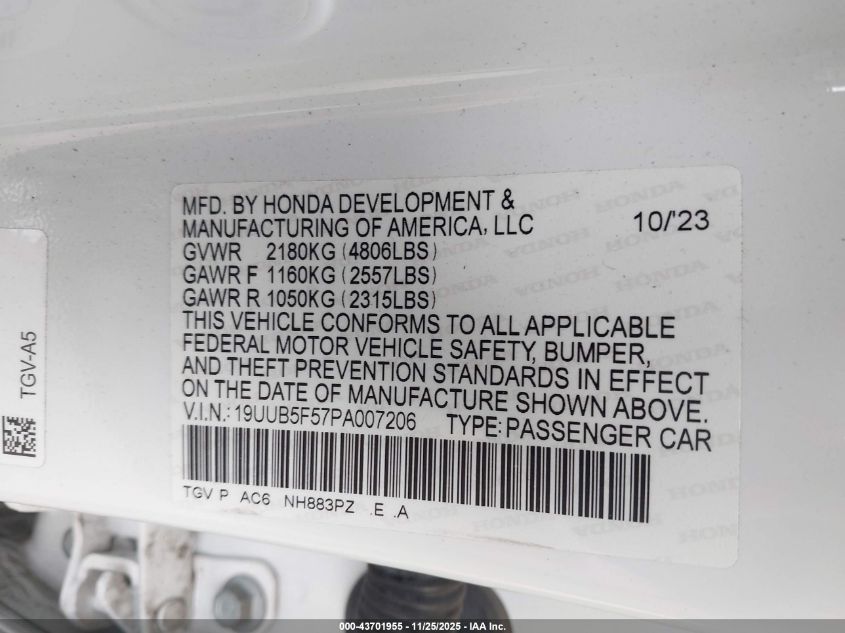 MFD. BY HONDA DEVELOPMENT &
MANUFACTURING OF AMERICA, LLC 10/'23
GVWR 2180KG (4806LBS)
GAWR F 1160KG (2557LBS)
GAWR R 1050KG (2315LBS)
THIS VEHICLE CONFORMS TO ALL APPLICABLE
FEDERAL MOTOR VEHICLE SAFETY, BUMPER,
AND THEFT PREVENTION STANDARDS IN EFFECT
ON THE DATE OF MANUFACTURE SHOWN ABOVE.
V.I.N.: 19UUB5F57PA007206 TYPE: PASSENGER CAR
TGV P AC6 NH883PZ .E .A
TGV-A5
HONDA
000-43701955 - 11/25/2025 - IAA Inc.